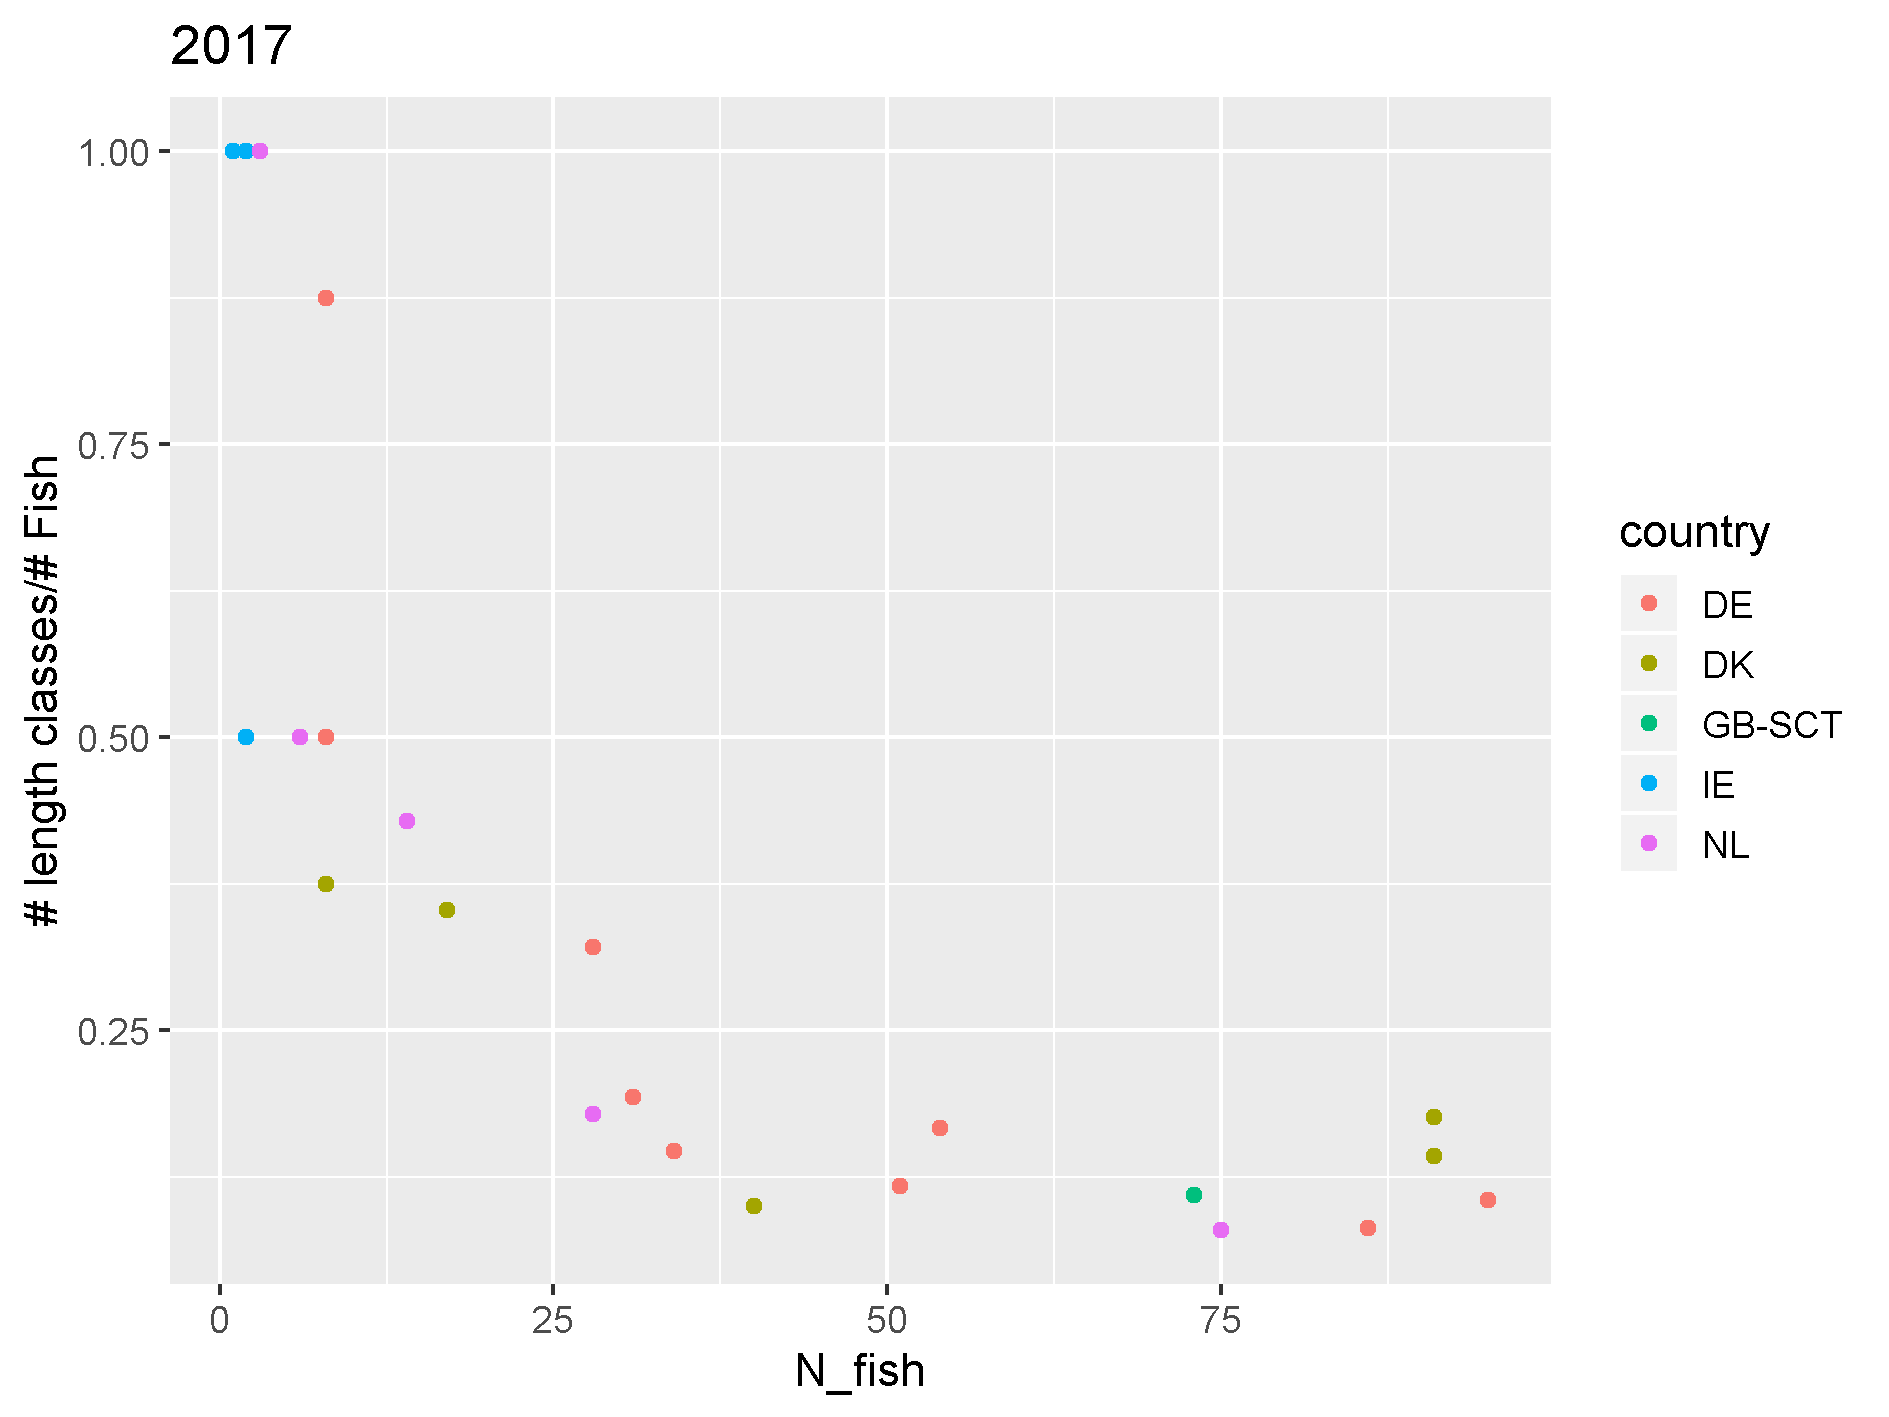 2017
# length classes/# Fish
1.00
0.75
0.50
0.25
0
25
50
75
N_fish
country
DE
DK
GB-SCT
IE
NL